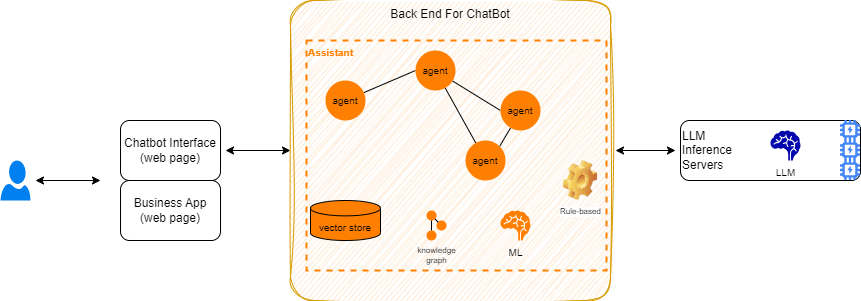 Back End For ChatBot
Assistant
agent
agent
agent
agent
Chatbot Interface
(web page)
Business App
(web page)
vector store
knowledge
graph
ML
Rule-based
LLM
Inference
Servers
LLM